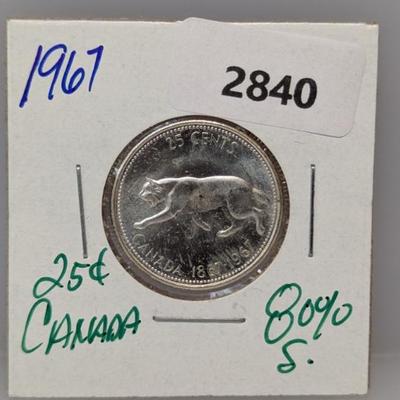 1967
2840
25 CENTS
CANADA 1867-1967
25¢
CANADA
80%
S.